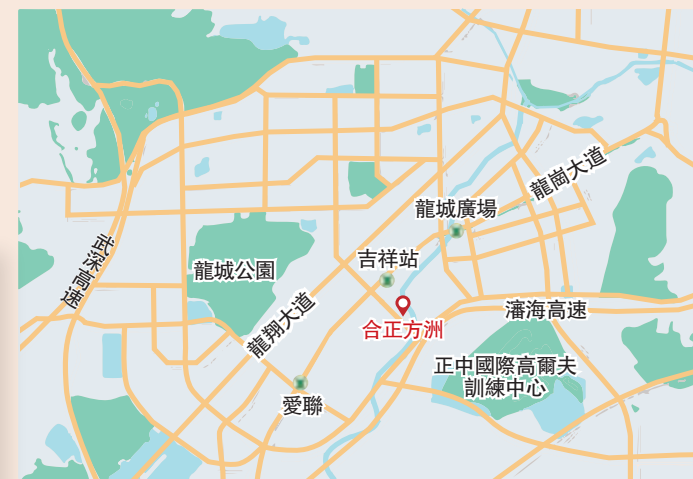 龍崗大道
龍城廣場
武深高速
吉祥站
龍城公園
瀋海高速
龍翔大道
合正方洲
正中國際高爾夫
訓練中心
愛聯